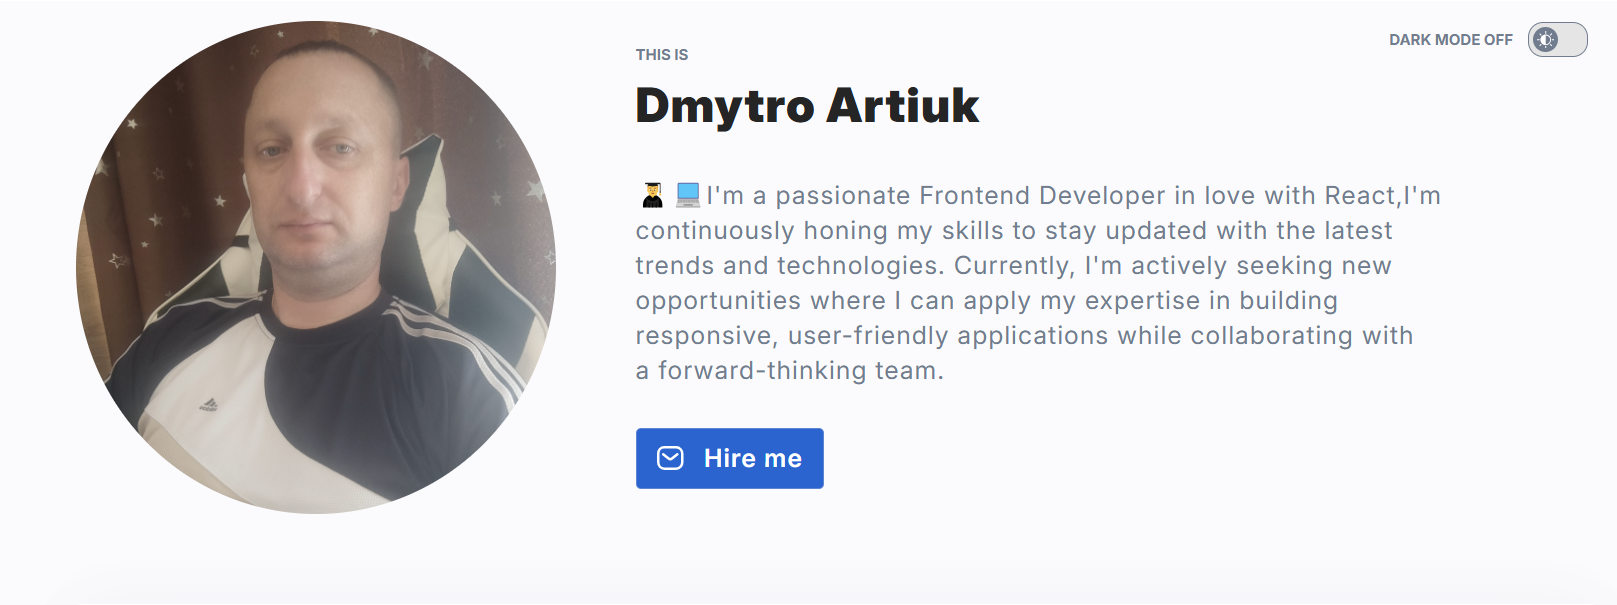 DARK MODE OFF
THIS IS
Dmytro Artiuk
👨‍🎓 💻I'm a passionate Frontend Developer in love with React,I'm
continuously honing my skills to stay updated with the latest
trends and technologies. Currently, I'm actively seeking new
opportunities where I can apply my expertise in building
responsive, user-friendly applications while collaborating with
a forward-thinking team.
Hire me